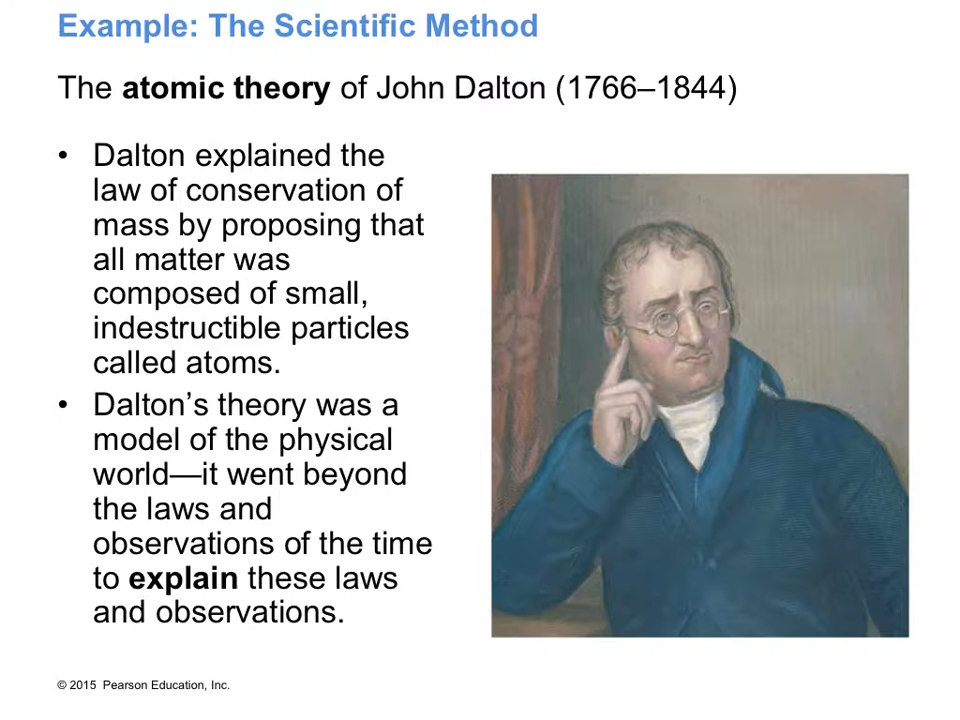 Example: The Scientific Method
The atomic theory of John Dalton (1766–1844)
• Dalton explained the
law of conservation of
mass by proposing that
all matter was
composed of small,
indestructible particles
called atoms.
• Dalton’s theory was a
model of the physical
world—it went beyond
the laws and
observations of the time
to explain these laws
and observations.
© 2015 Pearson Education, Inc.